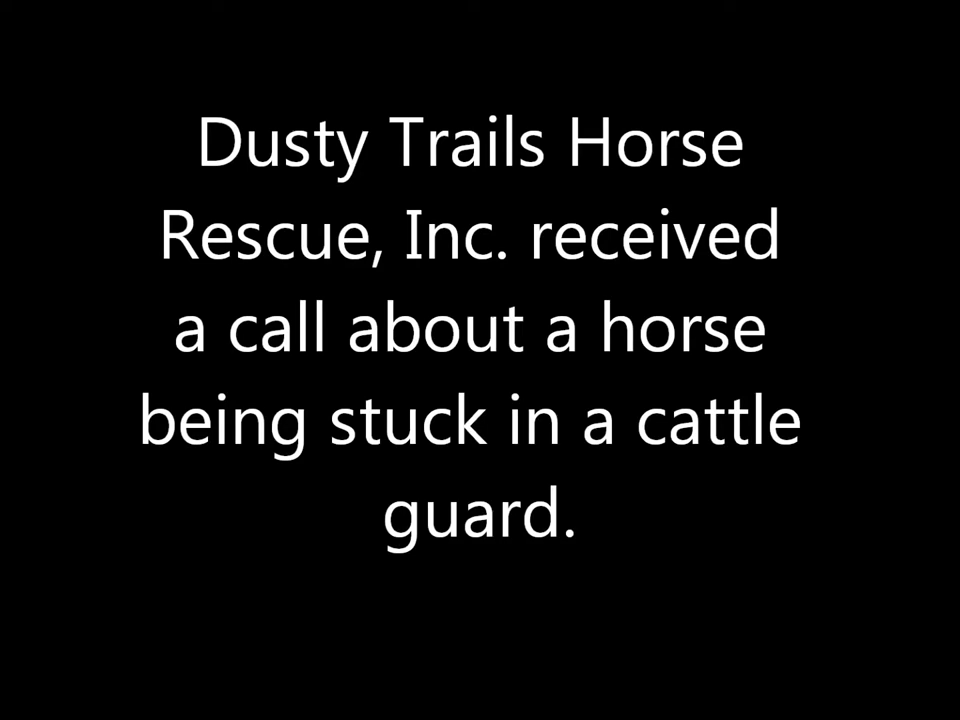 Dusty Trails Horse
Rescue, Inc. received
a call about a horse
being stuck in a cattle
guard.